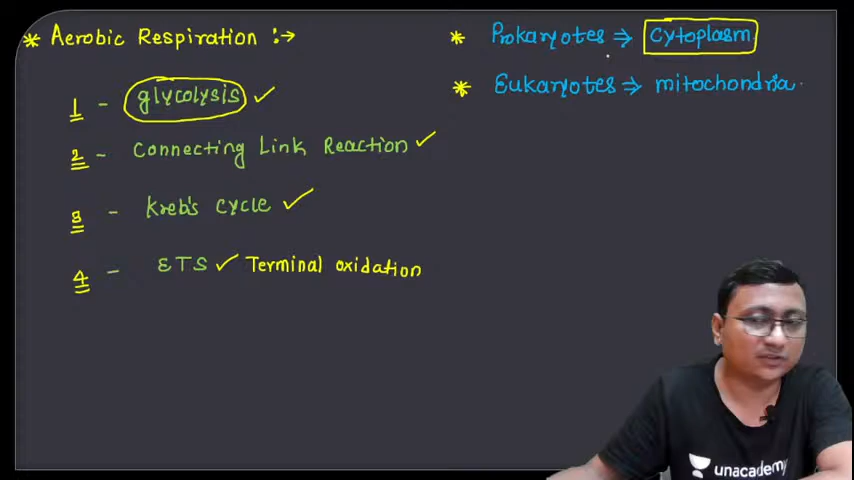 * Aerobic Respiration :→
1 - glycolysis ✓
2 - Connecting Link Reaction ✓
3 - Kreb's cycle ✓
4 - ETS ✓ Terminal oxidation
* Prokaryotes ⇒ Cytoplasm
* Eukaryotes ⇒ mitochondria
unacademy